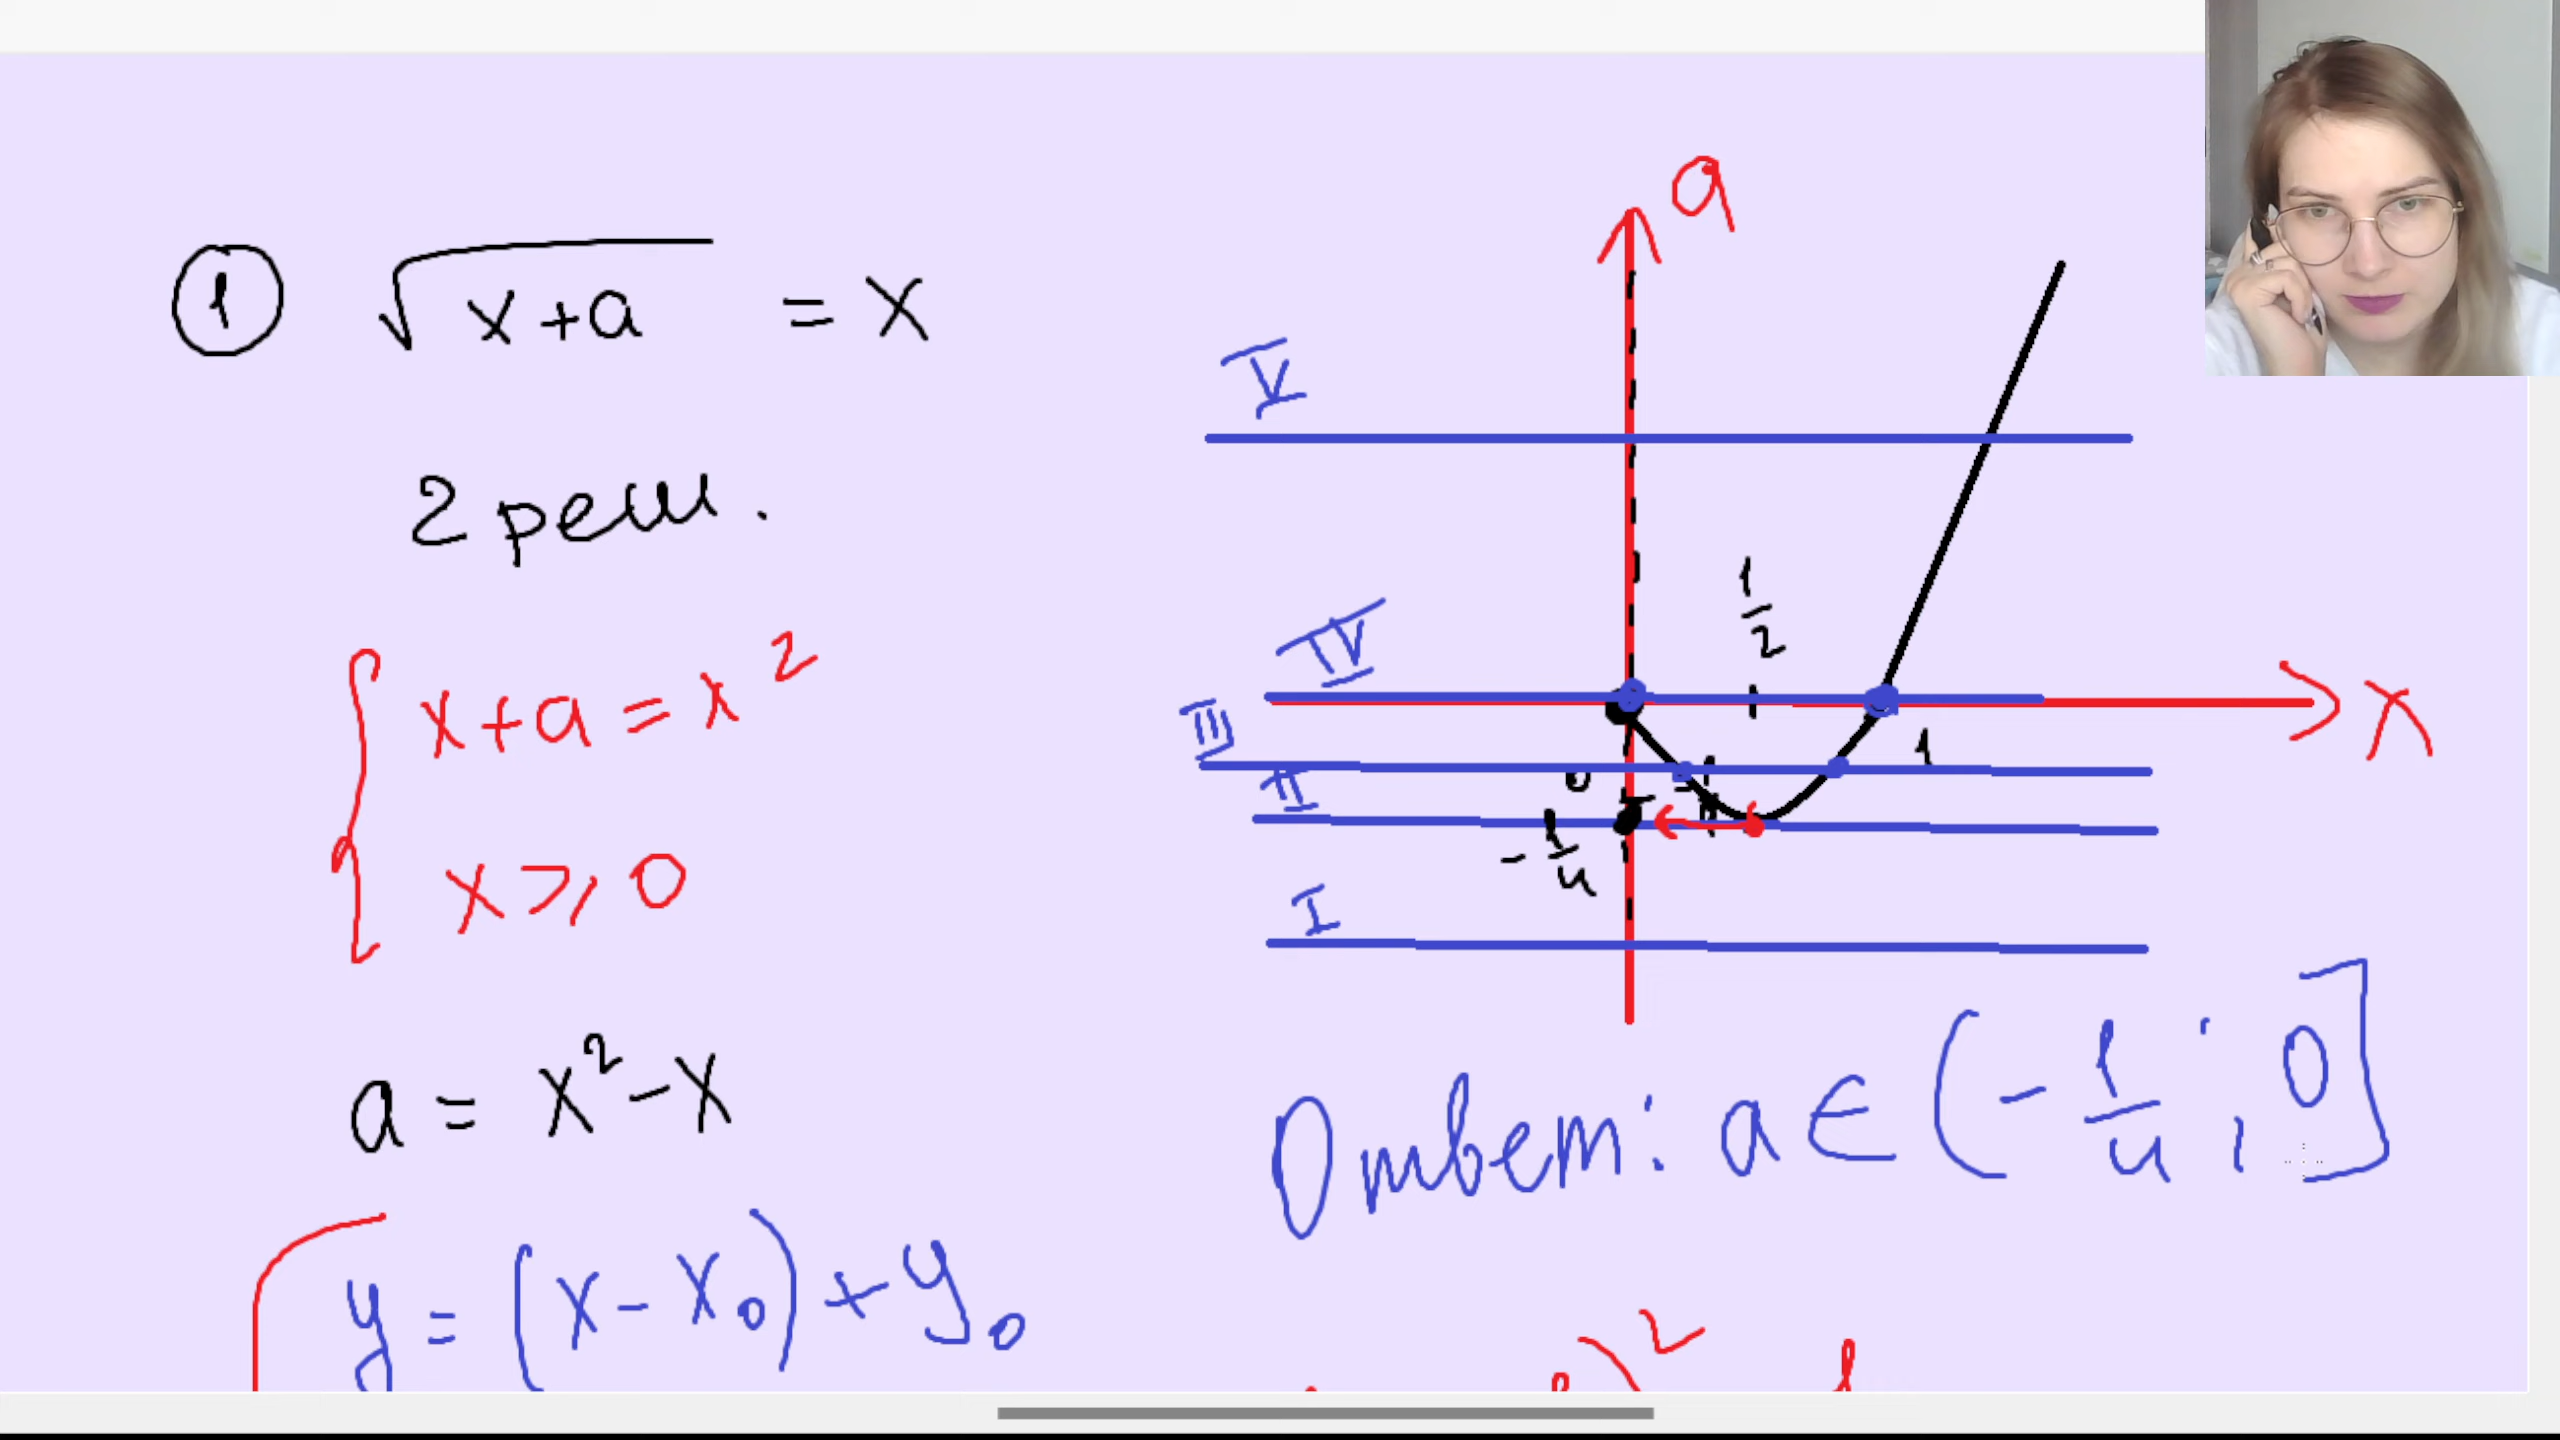 ① √(x+a) = x
2 реш.
{ x+a = x²
x ⩾ 0
a = x² - x
y = (x - x₀) + y₀
a
V
1/2
IV
x
III
1
II
0
- 1/4
I
Ответ: a ∈ (- 1/4 ; 0]
)²